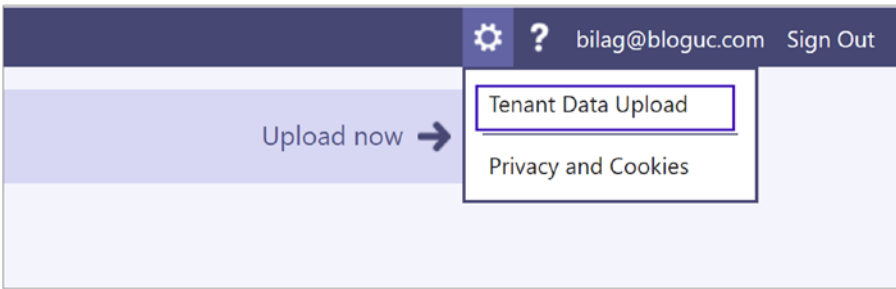 ? bilag@bloguc.com Sign Out
Tenant Data Upload
Upload now
Privacy and Cookies